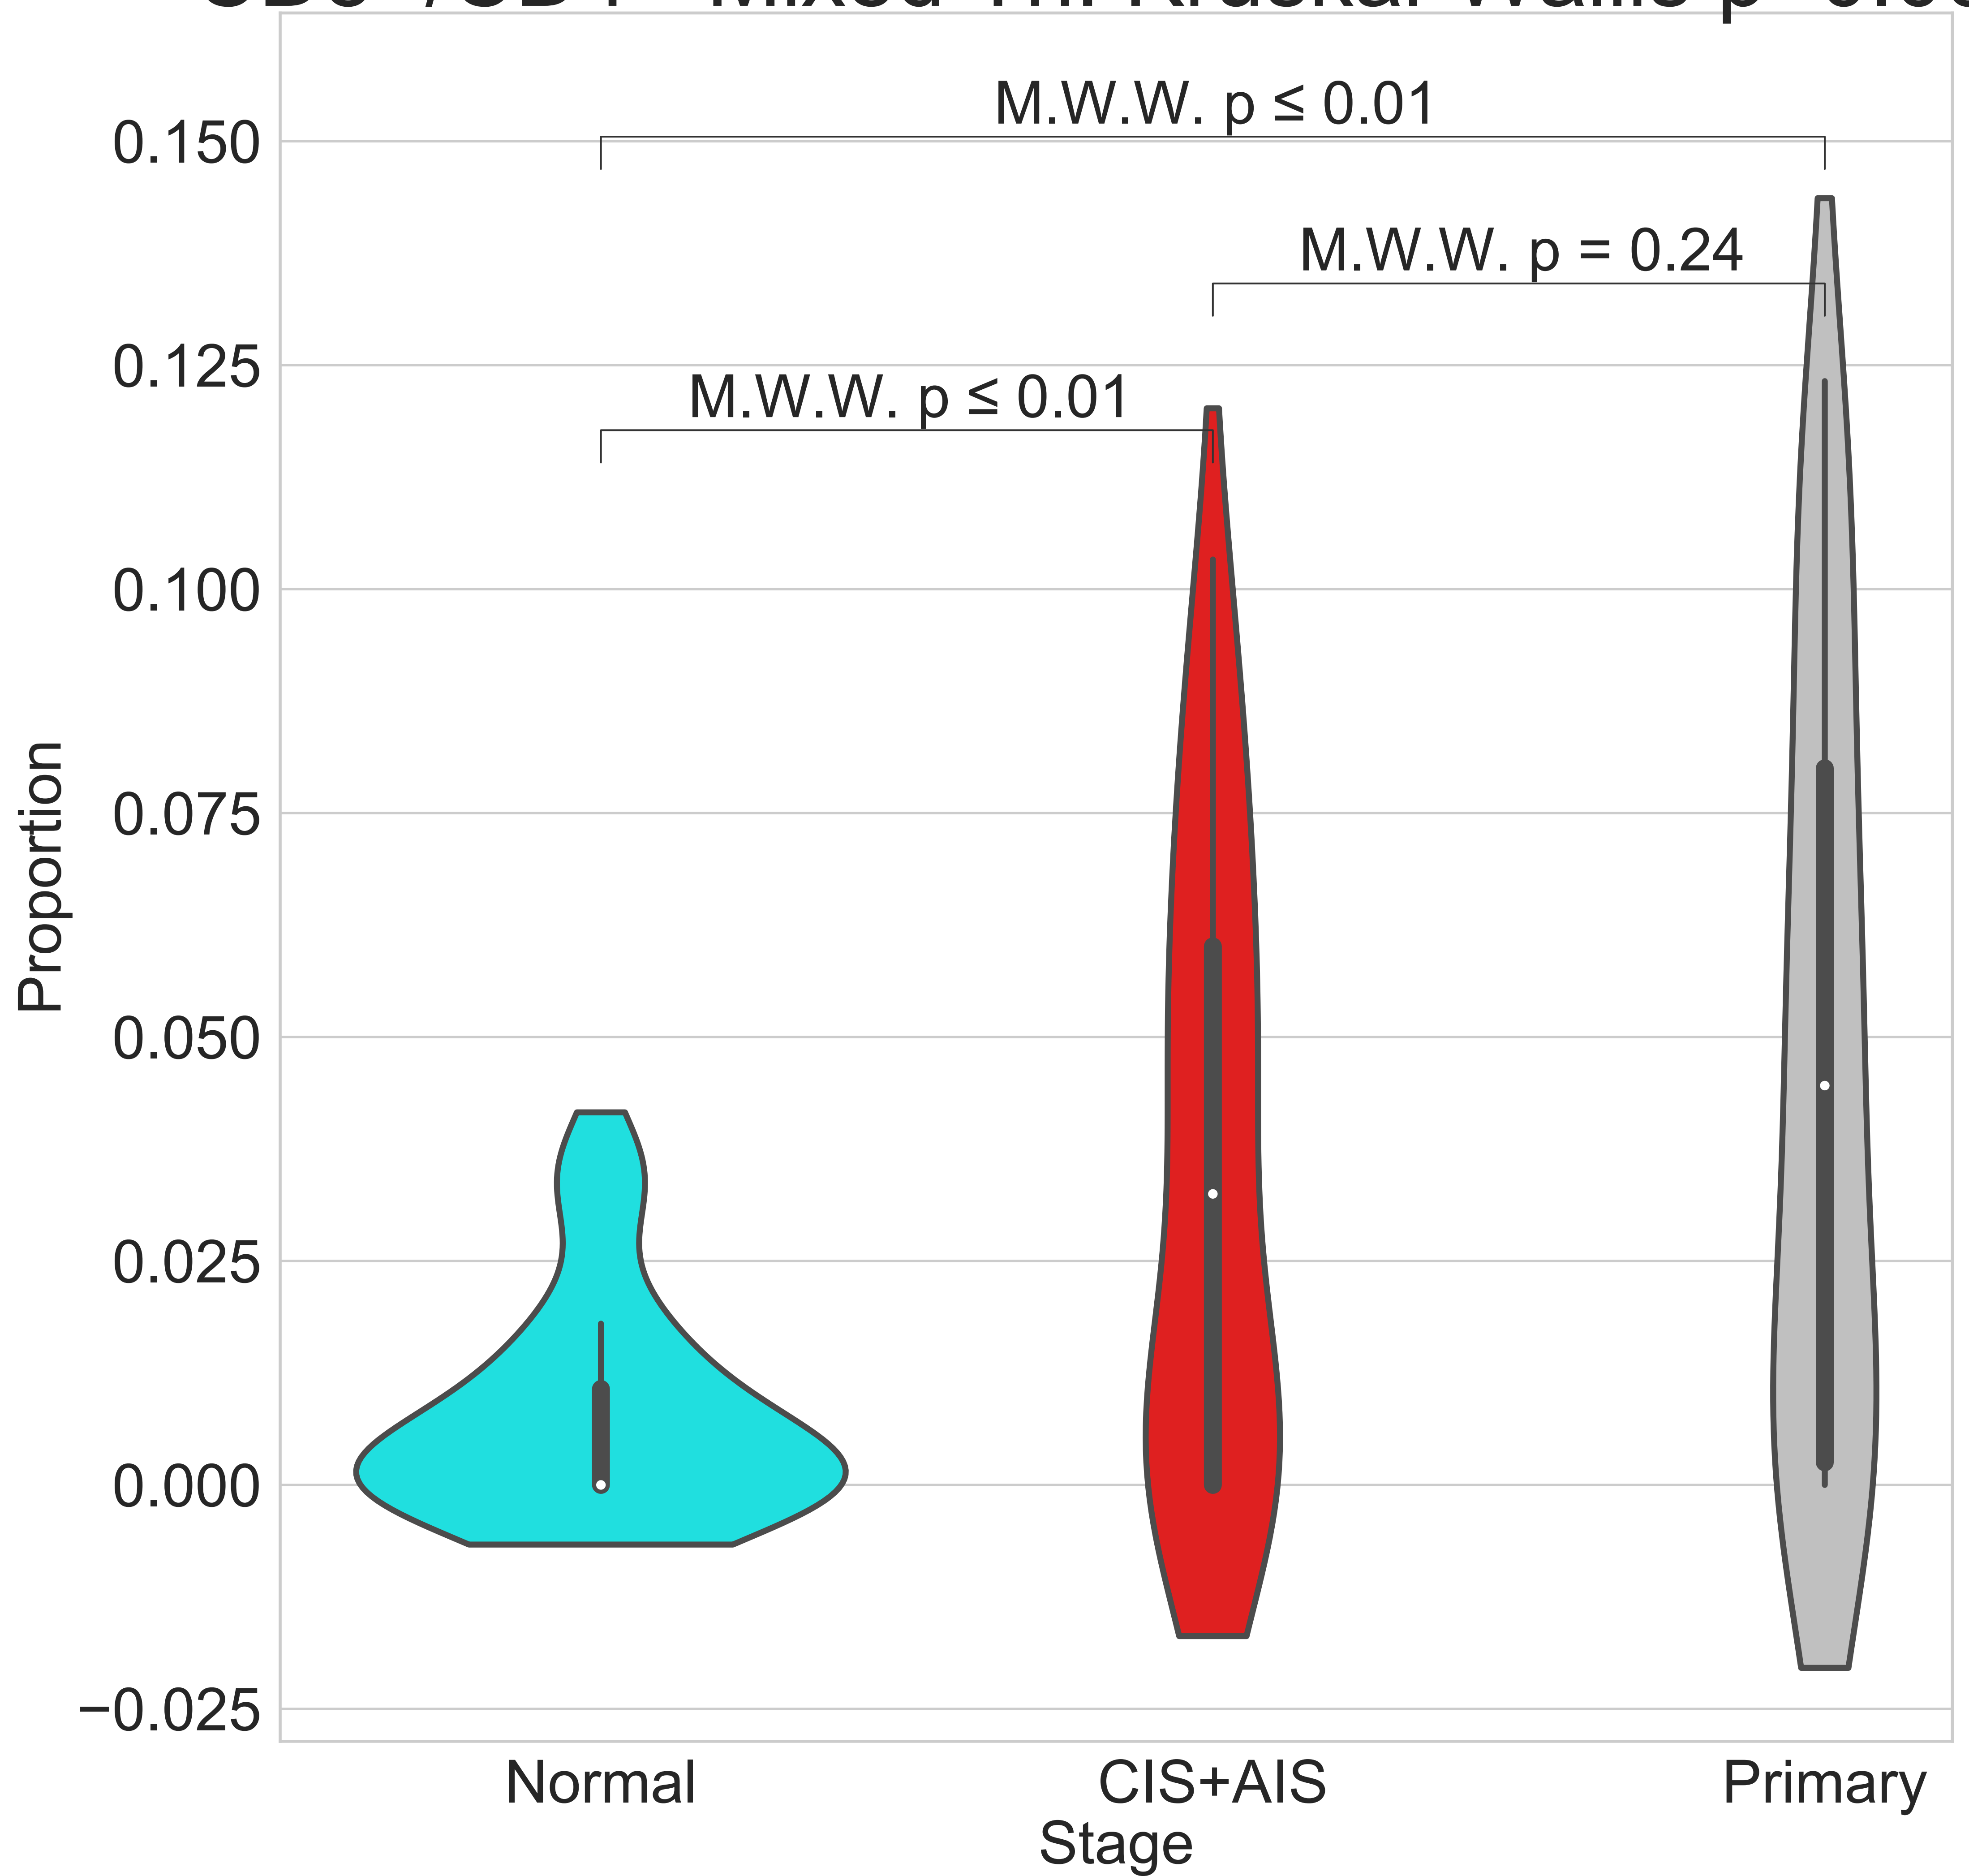 M.W.W. p ≤ 0.01
0.150
M.W.W. p = 0.24
0.125
M.W.W. p ≤ 0.01
0.100
0.075
Proportion
0.050
0.025
0.000
−0.025
Normal
CIS+AIS
Primary
Stage